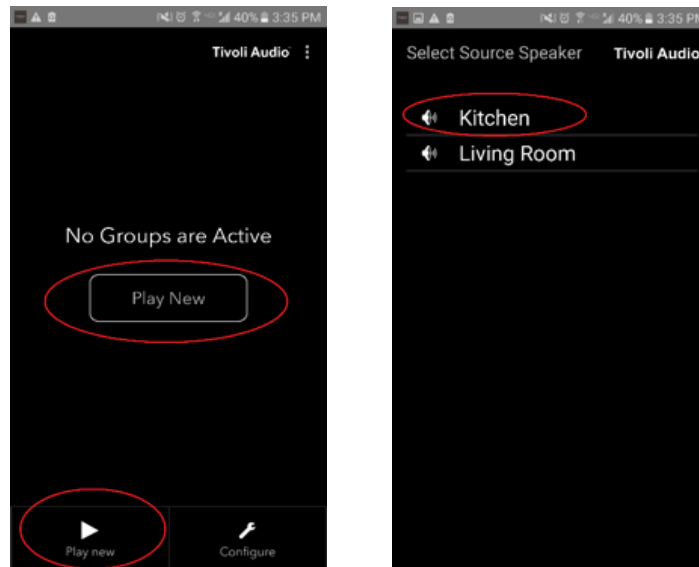 40% 3:35 PM
Tivoli Audio
No Groups are Active
Play New
Play new
Configure
40% 3:35 PM
Select Source Speaker Tivoli Audio
Kitchen
Living Room